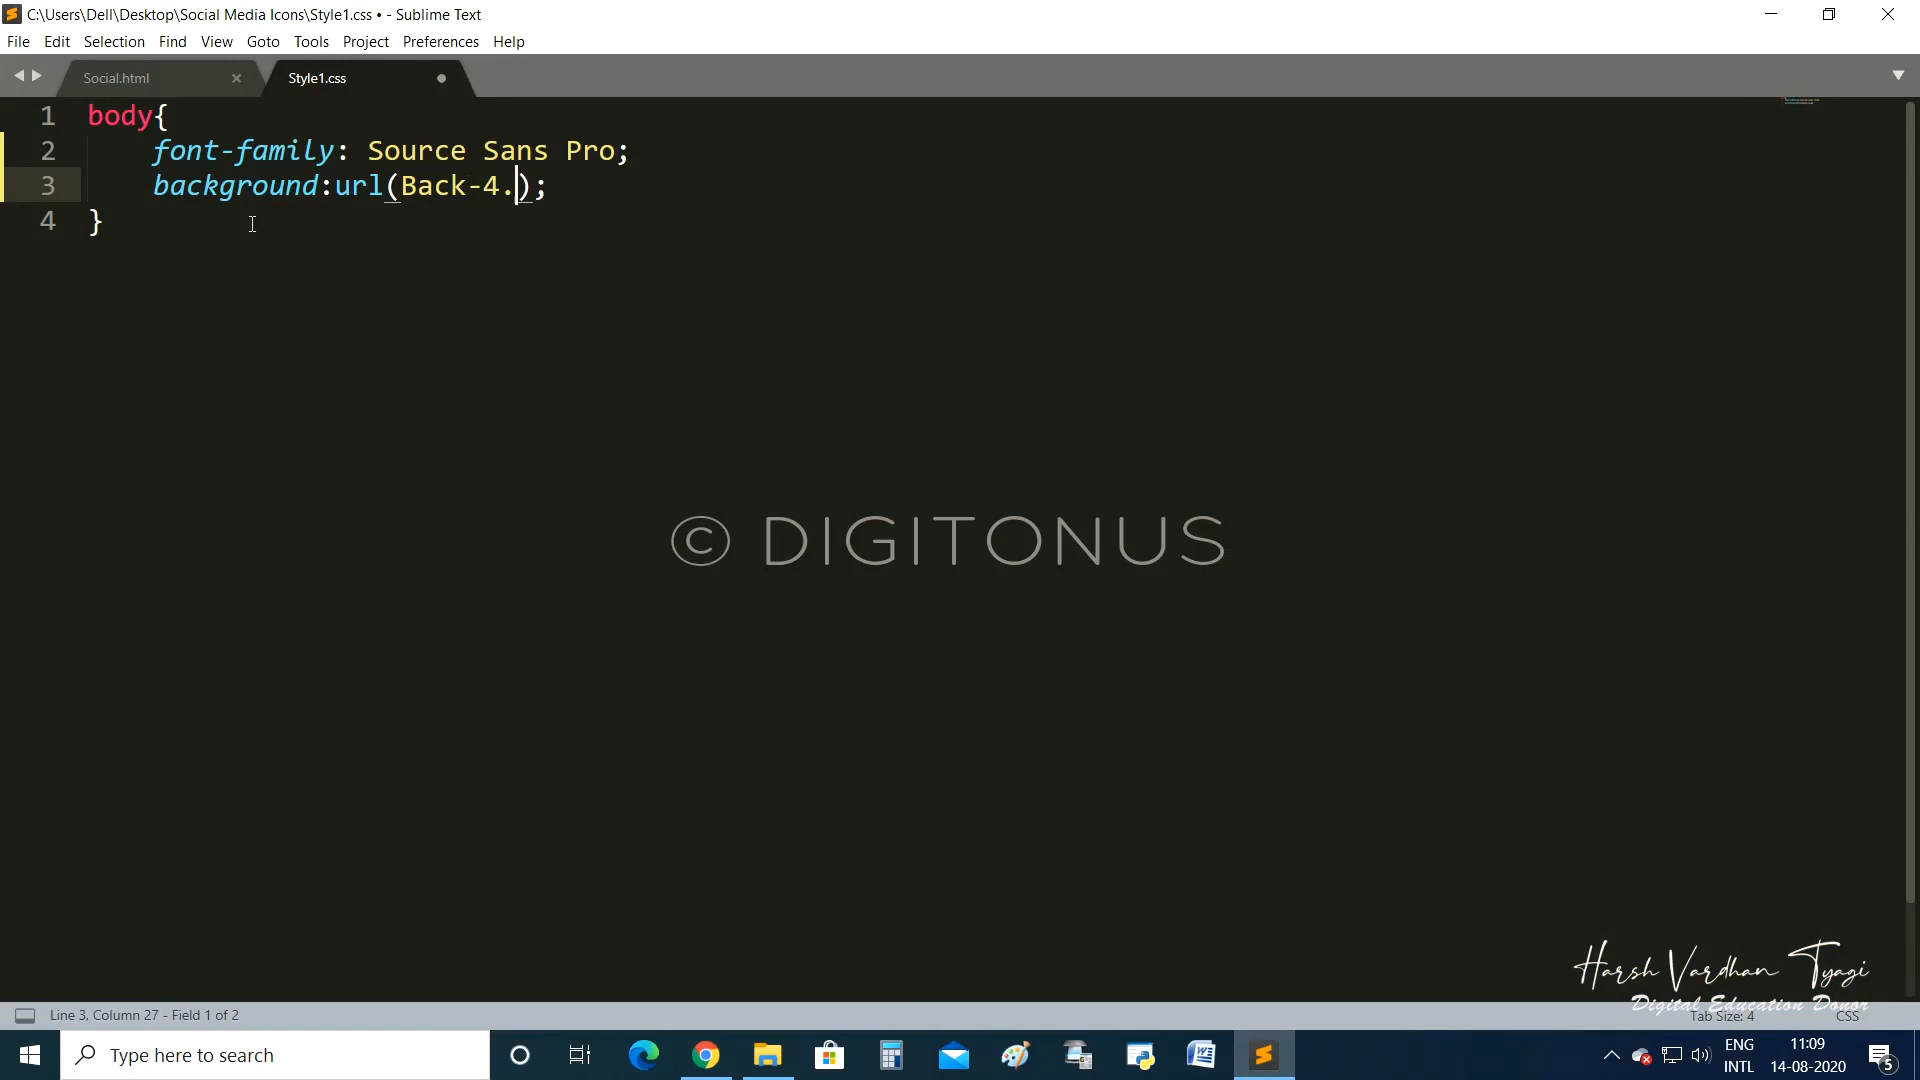 C:\Users\Dell\Desktop\Social Media Icons\Style1.css • - Sublime Text
File Edit Selection Find View Goto Tools Project Preferences Help
Social.html Style1.css
1 body{
2 font-family: Source Sans Pro;
3 background:url(Back-4.);
4 }
© DIGITONUS
Harsh Vardhan Tyagi
Digital Education Donor
Line 3, Column 27 - Field 1 of 2 Tab Size: 4 CSS
Type here to search
ENG
INTL
11:09
14-08-2020
5